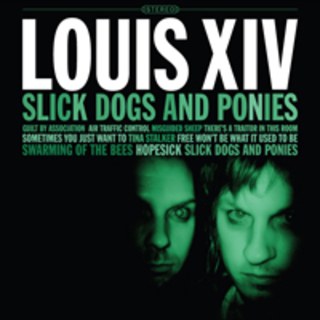 STEREO
LOUIS XIV
SLICK DOGS AND PONIES
GUILT BY ASSOCIATION AIR TRAFFIC CONTROL MISGUIDED SHEEP THERE'S A TRAITOR IN THIS ROOM
SOMETIMES YOU JUST WANT TO TINA STALKER FREE WON'T BE WHAT IT USED TO BE
SWARMING OF THE BEES HOPESICK SLICK DOGS AND PONIES